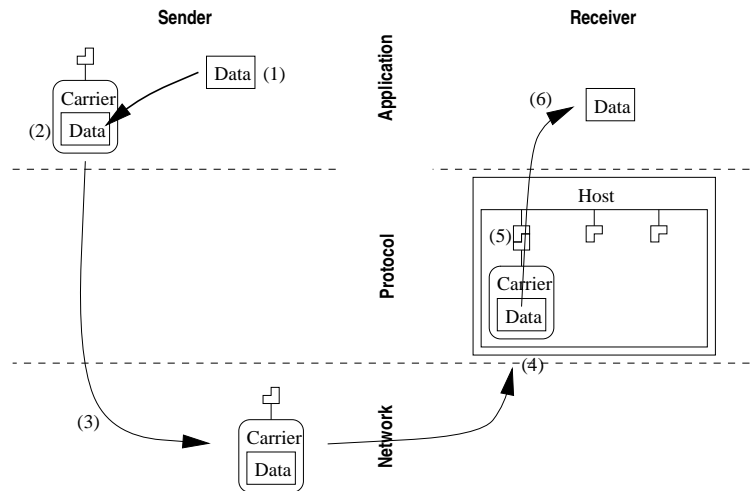 Sender
Receiver
Application
Data (1)
Carrier
(2) Data
(6) Data
Host
Protocol
(5)
Carrier
Data
(4)
(3)
Network
Carrier
Data